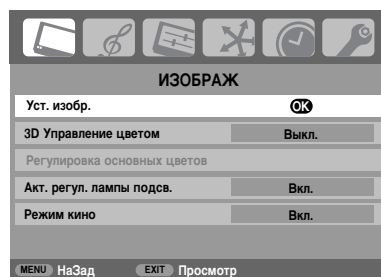 ИЗОБРАЖ
Уст. изобр. OK
3D Управление цветом Выкл.
Регулировка основных цветов
Акт. регул. лампы подсв. Вкл.
Режим кино Вкл.
MENU НаЗад EXIT Просмотр